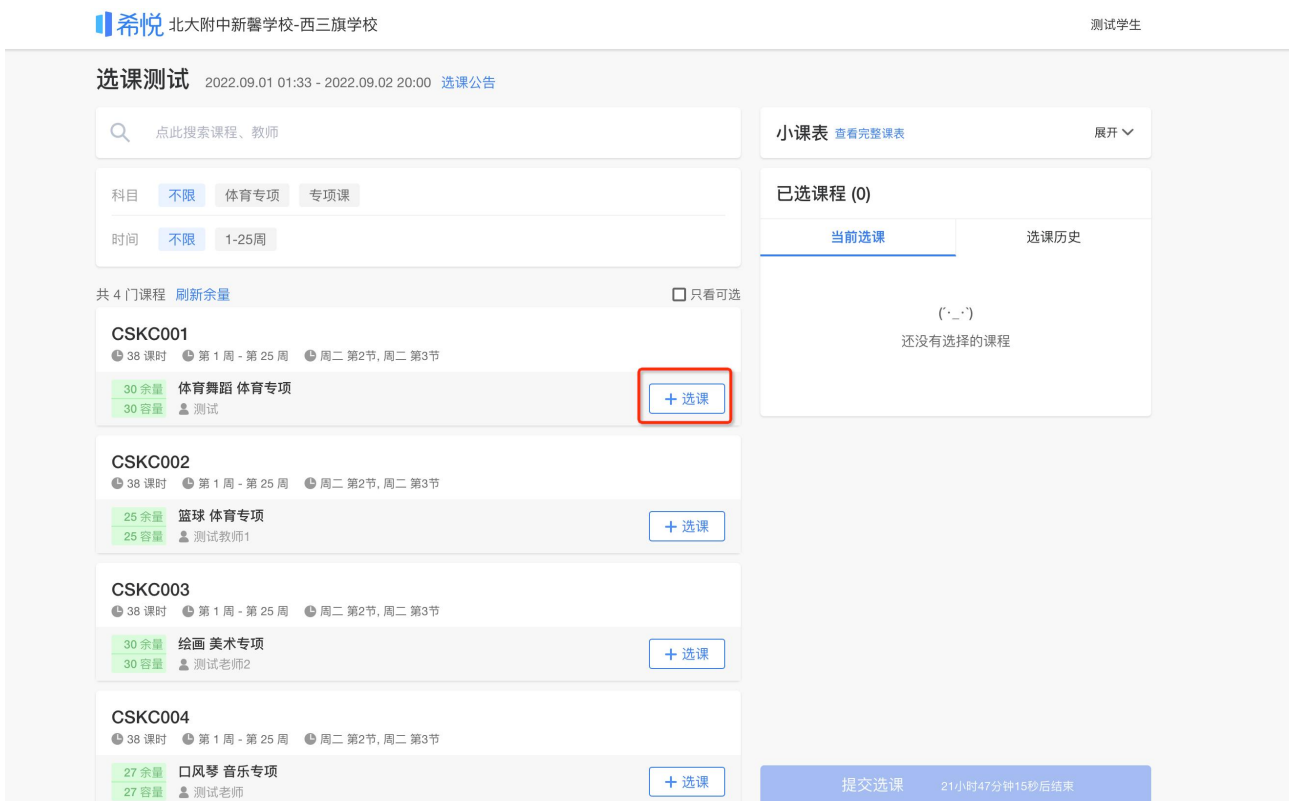 希悦 北大附中新馨学校-西三旗学校 测试学生
选课测试 2022.09.01 01:33 - 2022.09.02 20:00 选课公告
点此搜索课程、教师
科目 不限 体育专项 专项课
时间 不限 1-25周
共 4 门课程 刷新余量 只看可选
CSKC001
38 课时 第 1 周 - 第 25 周 周二 第2节, 周二 第3节
30 余量 体育舞蹈 体育专项
30 容量 测试
+ 选课
CSKC002
38 课时 第 1 周 - 第 25 周 周二 第2节, 周二 第3节
25 余量 篮球 体育专项
25 容量 测试教师1
+ 选课
CSKC003
38 课时 第 1 周 - 第 25 周 周二 第2节, 周二 第3节
30 余量 绘画 美术专项
30 容量 测试老师2
+ 选课
CSKC004
38 课时 第 1 周 - 第 25 周 周二 第2节, 周二 第3节
27 余量 口风琴 音乐专项
27 容量 测试老师
+ 选课
小课表 查看完整课表 展开
已选课程 (0)
当前选课 选课历史
(´·_·`)
还没有选择的课程
提交选课 21小时47分钟15秒后结束